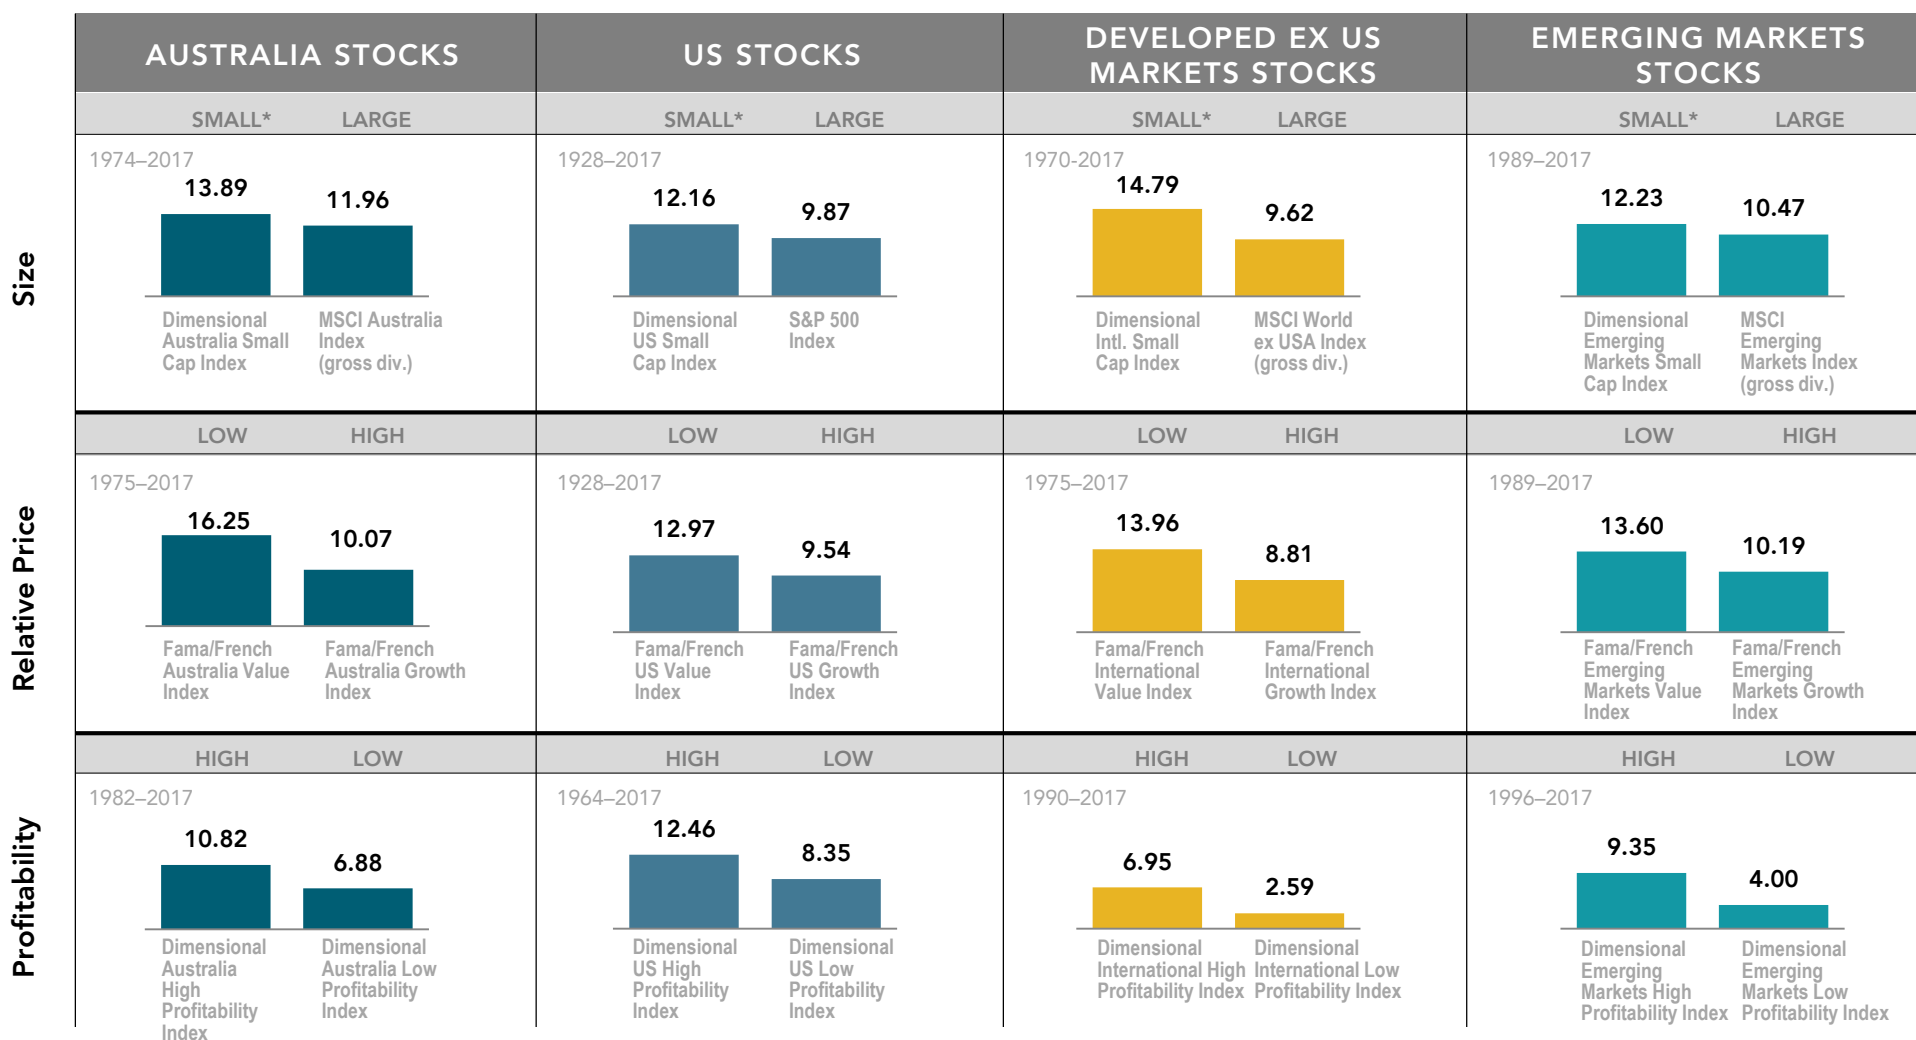 AUSTRALIA STOCKS
US STOCKS
DEVELOPED EX US
MARKETS STOCKS
EMERGING MARKETS
STOCKS
Size
SMALL* LARGE
1974–2017
13.89
11.96
Dimensional
Australia Small
Cap Index
MSCI Australia
Index
(gross div.)
SMALL* LARGE
1928–2017
12.16
9.87
Dimensional
US Small
Cap Index
S&P 500
Index
SMALL* LARGE
1970-2017
14.79
9.62
Dimensional
Intl. Small
Cap Index
MSCI World
ex USA Index
(gross div.)
SMALL* LARGE
1989–2017
12.23
10.47
Dimensional
Emerging
Markets Small
Cap Index
MSCI
Emerging
Markets Index
(gross div.)
Relative Price
LOW HIGH
1975–2017
16.25
10.07
Fama/French
Australia Value
Index
Fama/French
Australia Growth
Index
LOW HIGH
1928–2017
12.97
9.54
Fama/French
US Value
Index
Fama/French
US Growth
Index
LOW HIGH
1975–2017
13.96
8.81
Fama/French
International
Value Index
Fama/French
International
Growth Index
LOW HIGH
1989–2017
13.60
10.19
Fama/French
Emerging
Markets Value
Index
Fama/French
Emerging
Markets Growth
Index
Profitability
HIGH LOW
1982–2017
10.82
6.88
Dimensional
Australia
High
Profitability
Index
Dimensional
Australia Low
Profitability
Index
HIGH LOW
1964–2017
12.46
8.35
Dimensional
US High
Profitability
Index
Dimensional
US Low
Profitability
Index
HIGH LOW
1990–2017
6.95
2.59
Dimensional
International High
Profitability Index
Dimensional
International Low
Profitability Index
HIGH LOW
1996–2017
9.35
4.00
Dimensional
Emerging
Markets High
Profitability Index
Dimensional
Emerging
Markets Low
Profitability Index